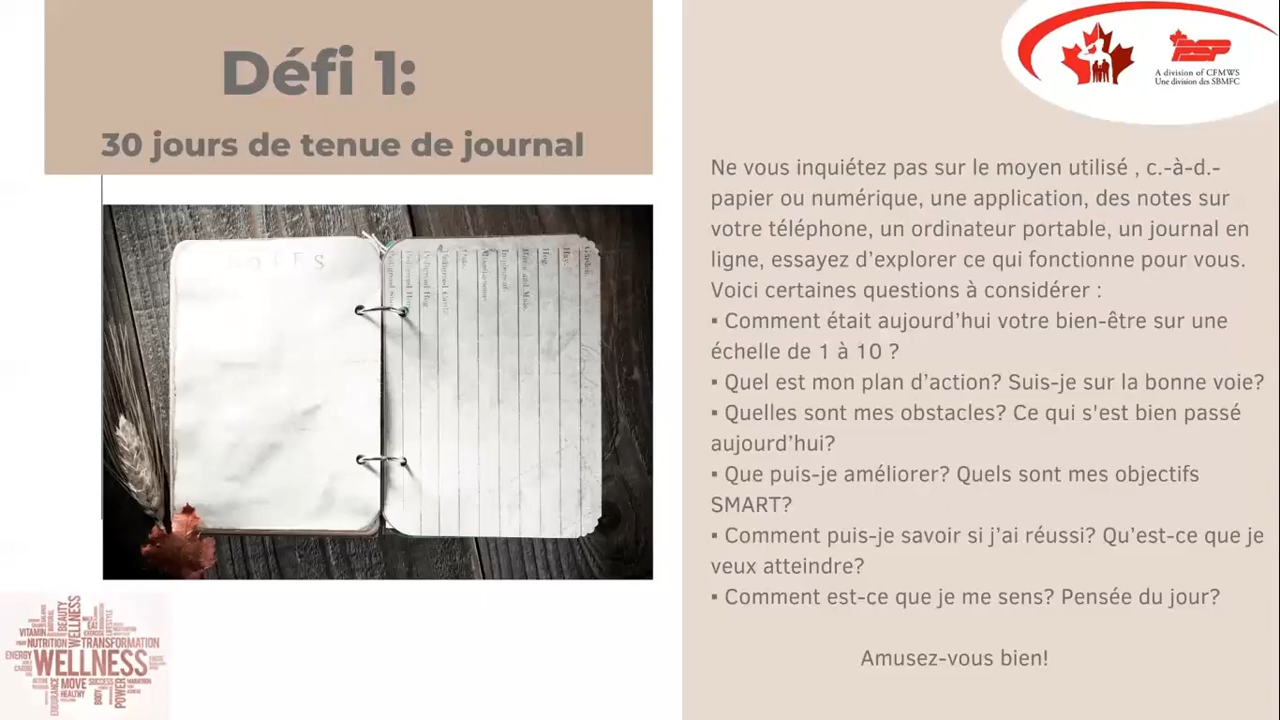 Défi 1:
30 jours de tenue de journal
NOTES
A division of CFMWS
Une division des SBMFC
PSP
Ne vous inquiétez pas sur le moyen utilisé , c.-à-d.-
papier ou numérique, une application, des notes sur
votre téléphone, un ordinateur portable, un journal en
ligne, essayez d’explorer ce qui fonctionne pour vous.
Voici certaines questions à considérer :
▪ Comment était aujourd’hui votre bien-être sur une
échelle de 1 à 10 ?
▪ Quel est mon plan d’action? Suis-je sur la bonne voie?
▪ Quelles sont mes obstacles? Ce qui s'est bien passé
aujourd’hui?
▪ Que puis-je améliorer? Quels sont mes objectifs
SMART?
▪ Comment puis-je savoir si j’ai réussi? Qu’est-ce que je
veux atteindre?
▪ Comment est-ce que je me sens? Pensée du jour?
Amusez-vous bien!
BEAUTY
WELLNESS
EAT
VITAMIN
NUTRITION TRANSFORMATION
ENERGY
WELLNESS
MOVE SUCCESS
HEALTHY
ENDURANCE
BODY
POWER